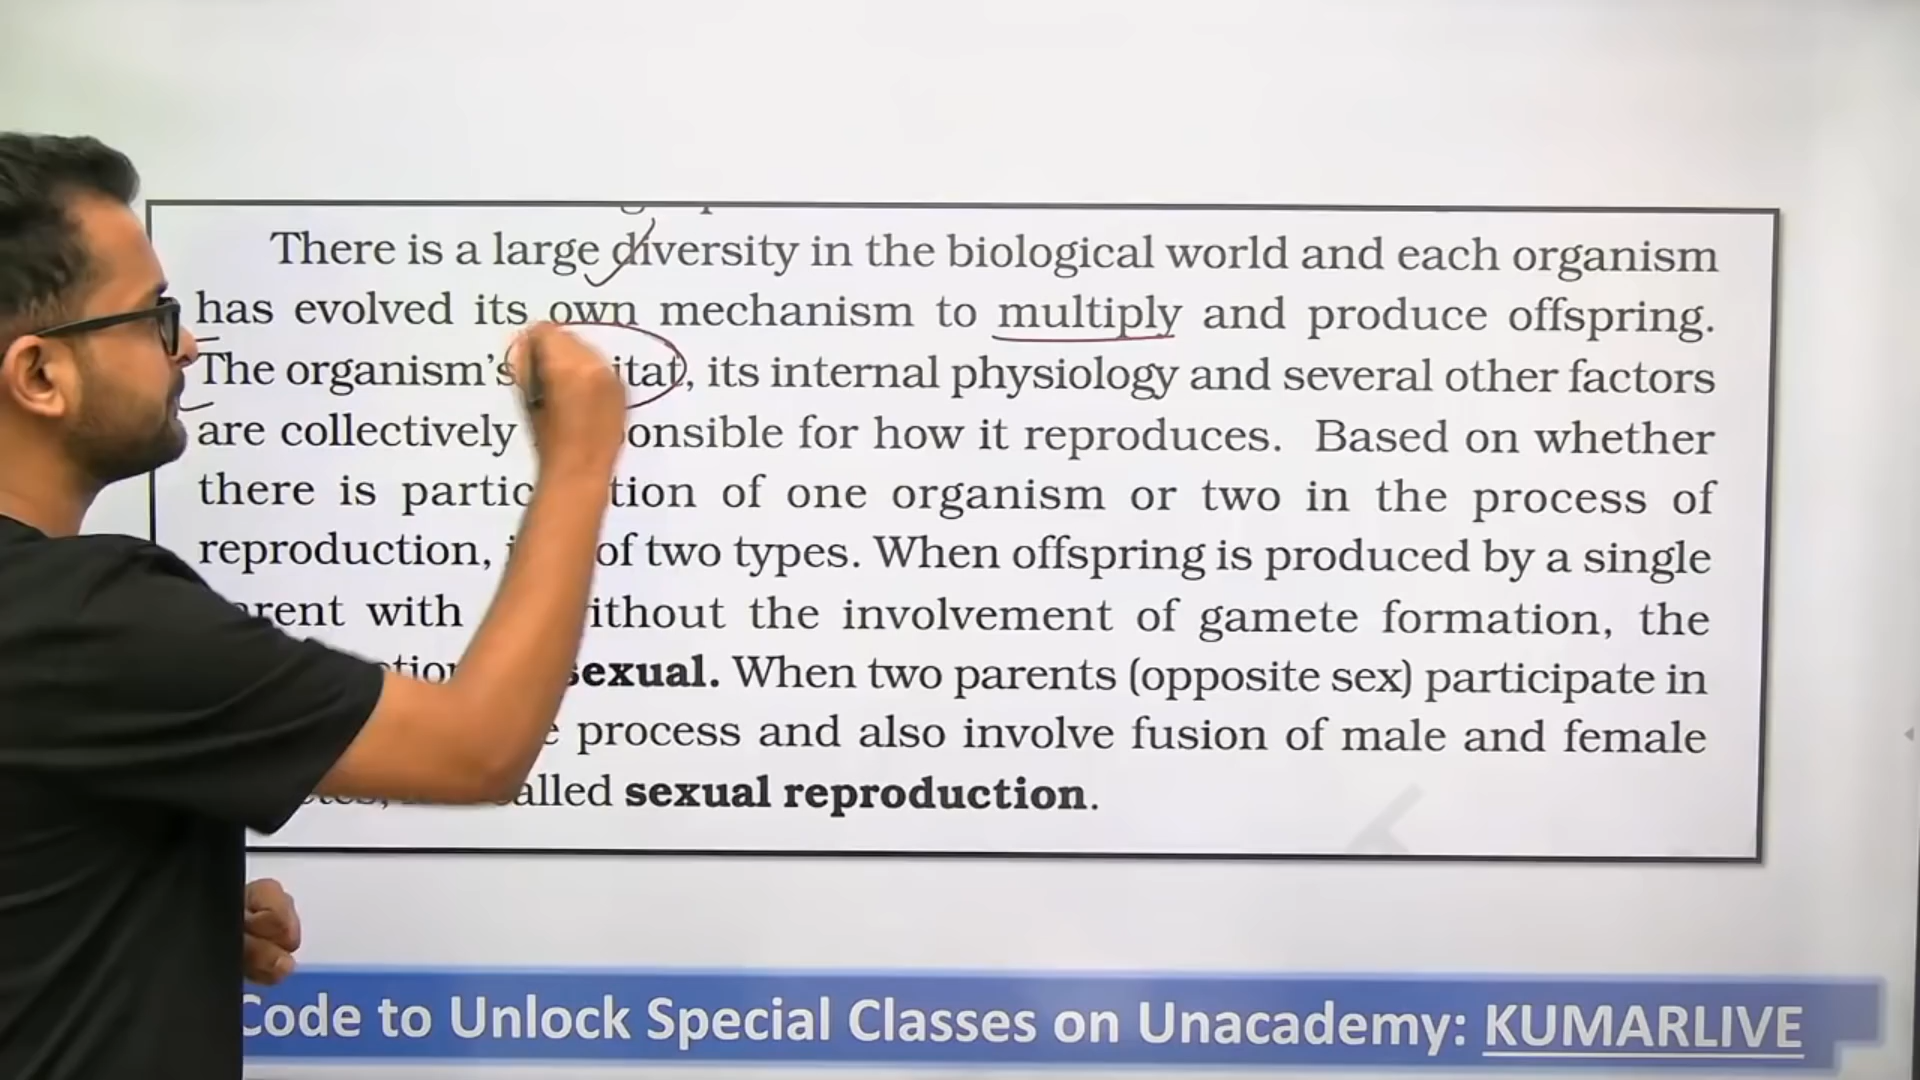 There is a large diversity in the biological world and each organism
has evolved its own mechanism to multiply and produce offspring.
The organism's itat, its internal physiology and several other factors
are collectively onsible for how it reproduces. Based on whether
there is partic tion of one organism or two in the process of
reproduction, of two types. When offspring is produced by a single
rent with ithout the involvement of gamete formation, the
tion sexual. When two parents (opposite sex) participate in
process and also involve fusion of male and female
alled sexual reproduction.
Code to Unlock Special Classes on Unacademy: KUMARLIVE